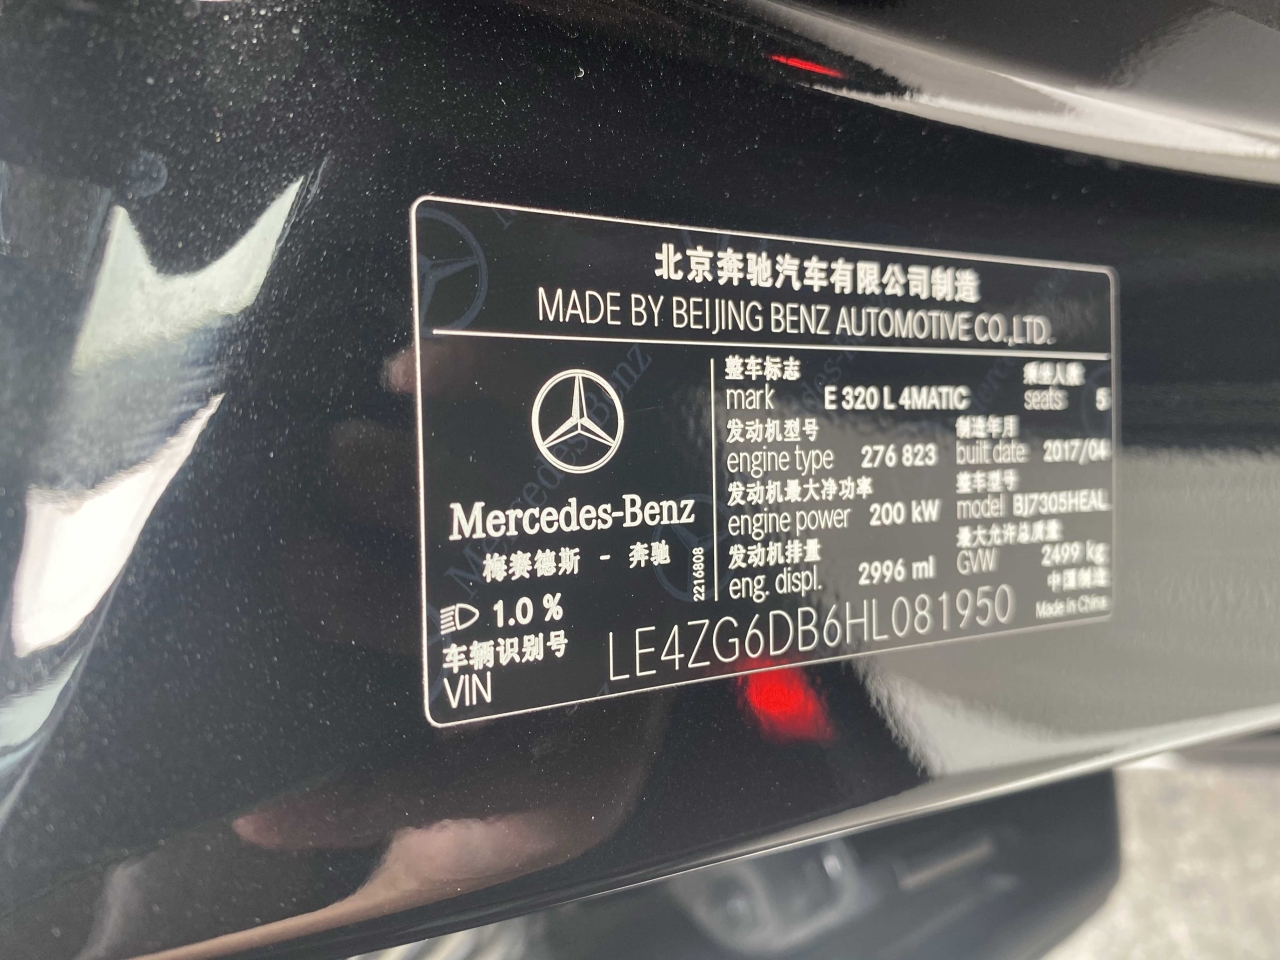 北京奔驰汽车有限公司制造
MADE BY BEIJING BENZ AUTOMOTIVE CO.,LTD.
Mercedes-Benz
梅赛德斯 - 奔驰
2216808
1.0 %
整车标志
mark E 320 L 4MATIC
乘坐人数
seats 5
发动机型号
engine type 276 823
制造年月
built date 2017/04
发动机最大净功率
engine power 200 kW
整车型号
model BJ7305HEAL
发动机排量
eng. displ. 2996 ml
最大允许总质量
GVW 2499 kg
中国制造
Made in China
车辆识别号
VIN LE4ZG6DB6HL081950